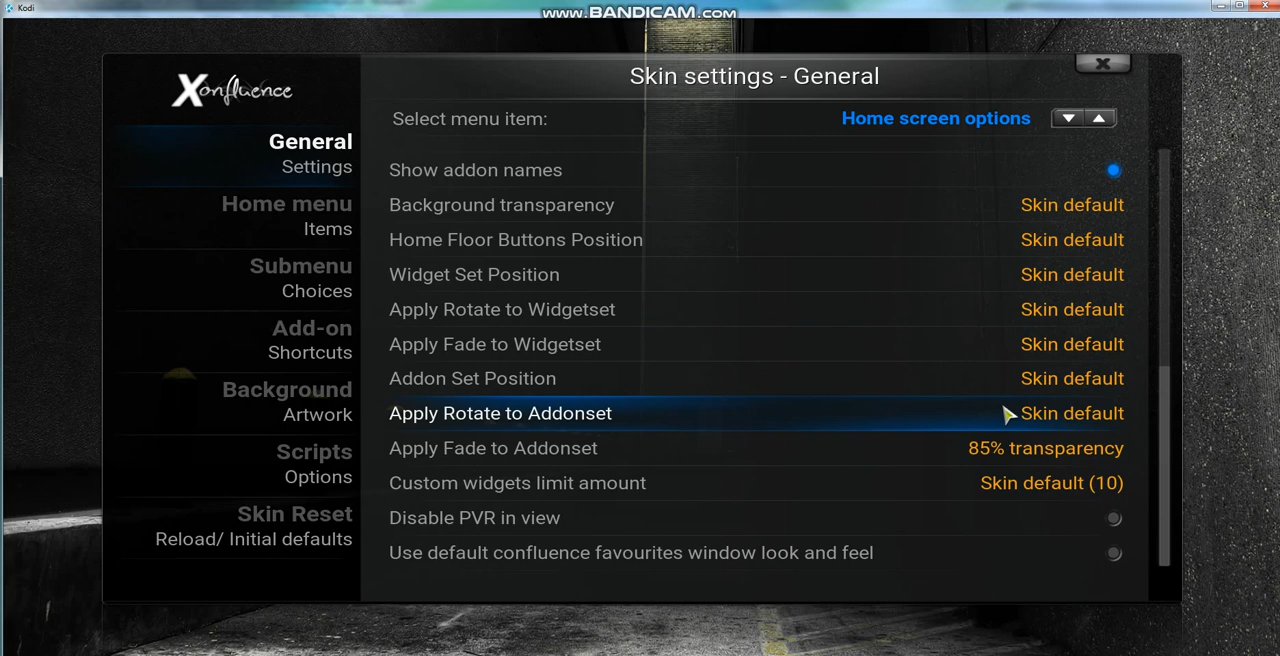 Kodi
www.BANDICAM.com
Xonfluence
Skin settings - General
Select menu item: Home screen options
General
Settings
Home menu
Items
Submenu
Choices
Add-on
Shortcuts
Background
Artwork
Scripts
Options
Skin Reset
Reload/ Initial defaults
Show addon names
Background transparency Skin default
Home Floor Buttons Position Skin default
Widget Set Position Skin default
Apply Rotate to Widgetset Skin default
Apply Fade to Widgetset Skin default
Addon Set Position Skin default
Apply Rotate to Addonset Skin default
Apply Fade to Addonset 85% transparency
Custom widgets limit amount Skin default (10)
Disable PVR in view
Use default confluence favourites window look and feel